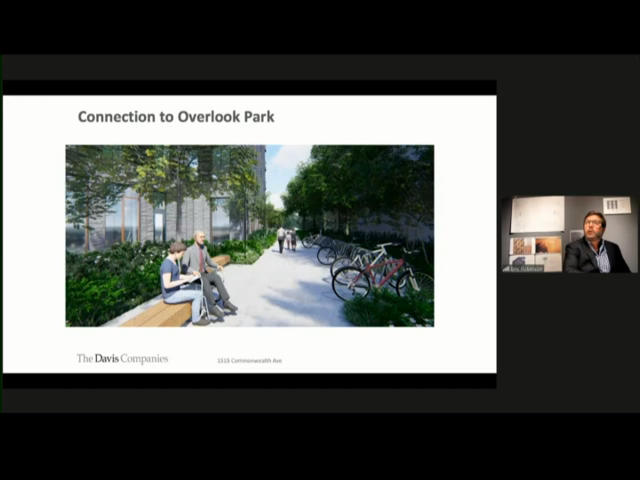 Connection to Overlook Park
The Davis Companies
1515 Commonwealth Ave